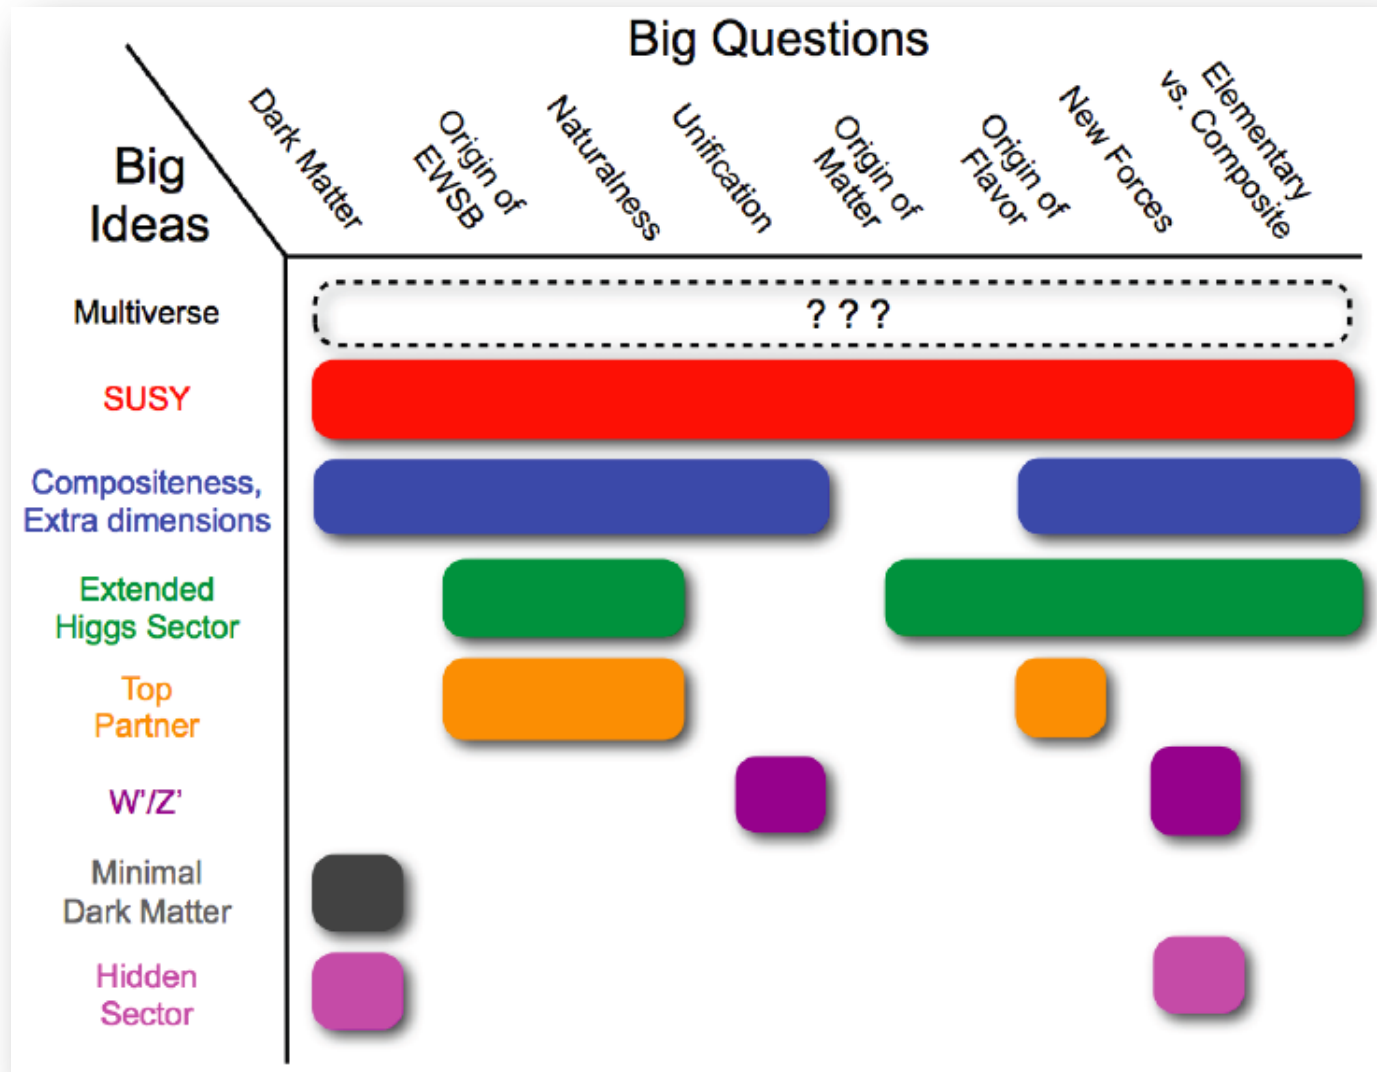 Big Questions
Big
Ideas
Dark Matter
Origin of
EWSB
Naturalness
Unification
Origin of
Matter
Origin of
Flavor
New Forces
Elementary
vs. Composite
Multiverse
? ? ?
SUSY
Compositeness,
Extra dimensions
Extended
Higgs Sector
Top
Partner
W'/Z'
Minimal
Dark Matter
Hidden
Sector